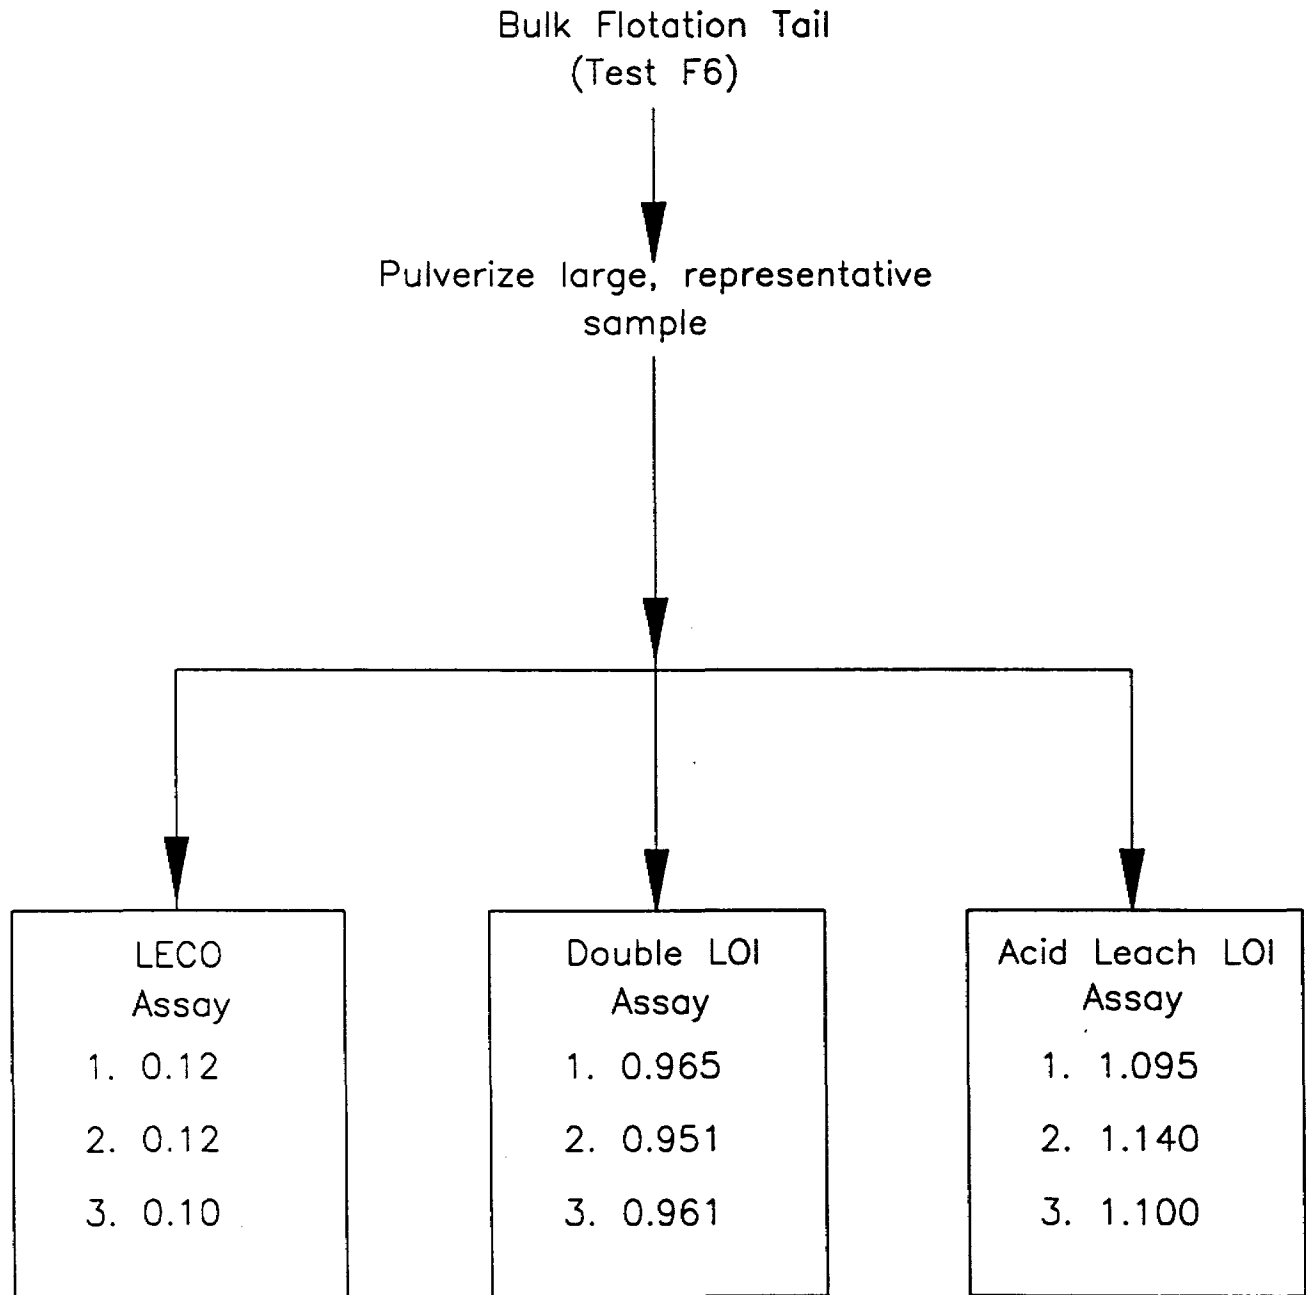 Bulk Flotation Tail
(Test F6)
Pulverize large, representative
sample
LECO
Assay
1. 0.12
2. 0.12
3. 0.10
Double LOI
Assay
1. 0.965
2. 0.951
3. 0.961
Acid Leach LOI
Assay
1. 1.095
2. 1.140
3. 1.100